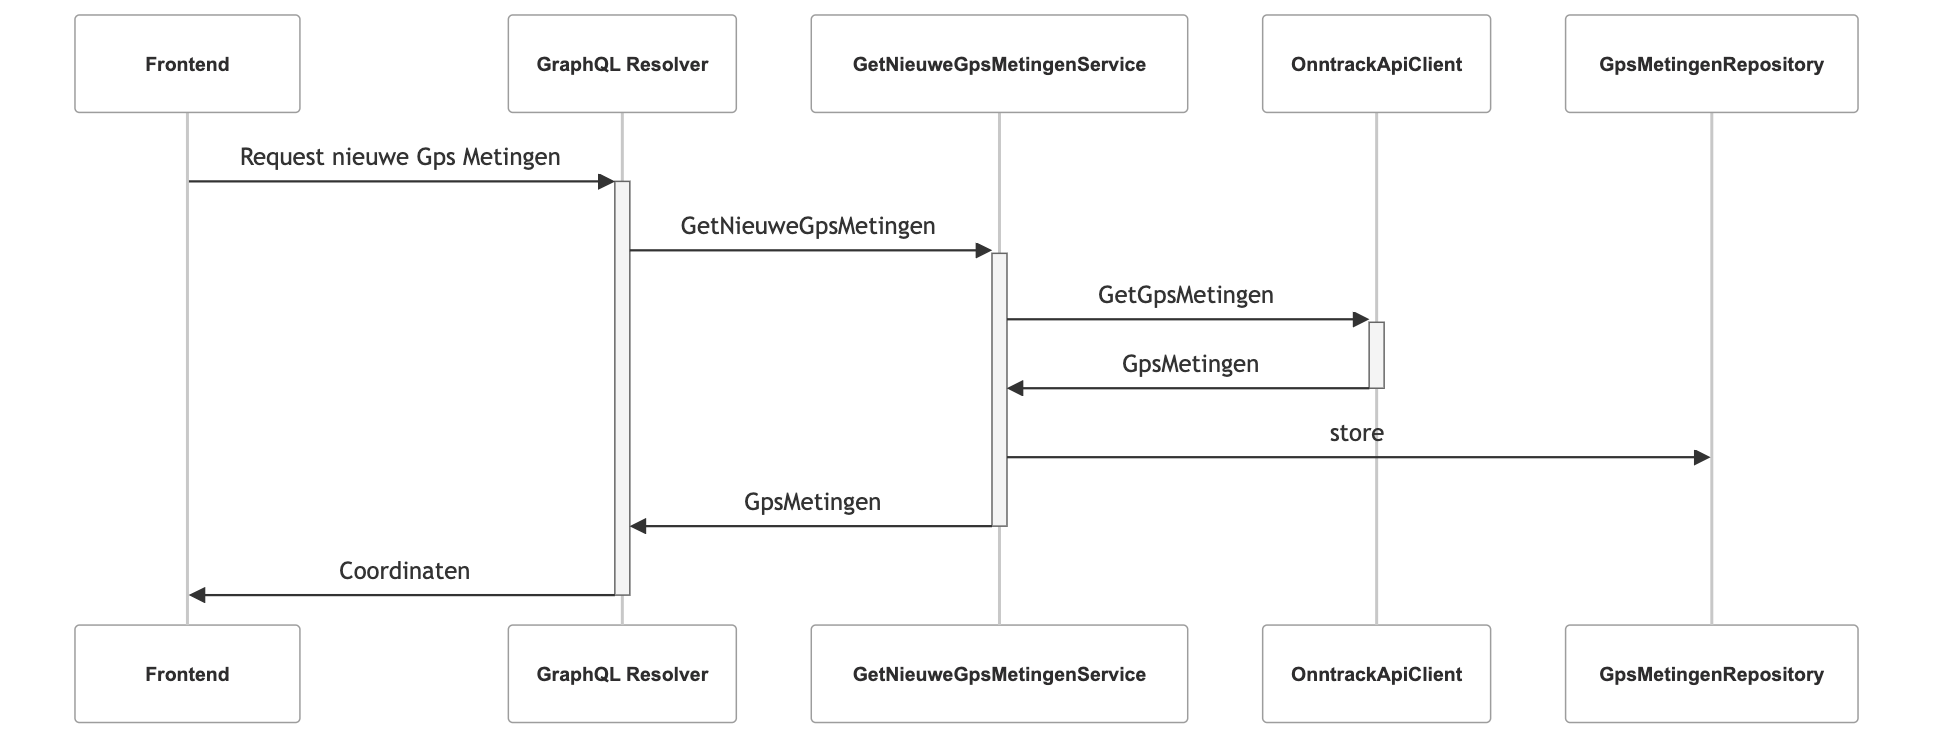 Frontend
GraphQL Resolver
GetNieuweGpsMetingenService
OnntrackApiClient
GpsMetingenRepository
Request nieuwe Gps Metingen
GetNieuweGpsMetingen
GetGpsMetingen
GpsMetingen
store
GpsMetingen
Coordinaten
Frontend
GraphQL Resolver
GetNieuweGpsMetingenService
OnntrackApiClient
GpsMetingenRepository